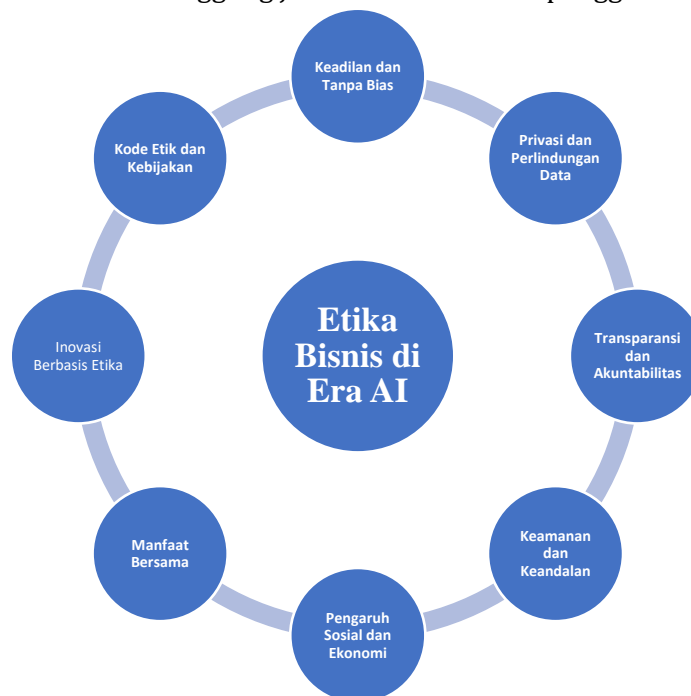 Keadilan dan
Tanpa Bias
Privasi dan
Perlindungan
Data
Transparansi
dan
Akuntabilitas
Keamanan
dan
Keandalan
Pengaruh
Sosial dan
Ekonomi
Manfaat
Bersama
Inovasi
Berbasis Etika
Kode Etik dan
Kebijakan
Etika
Bisnis di
Era AI